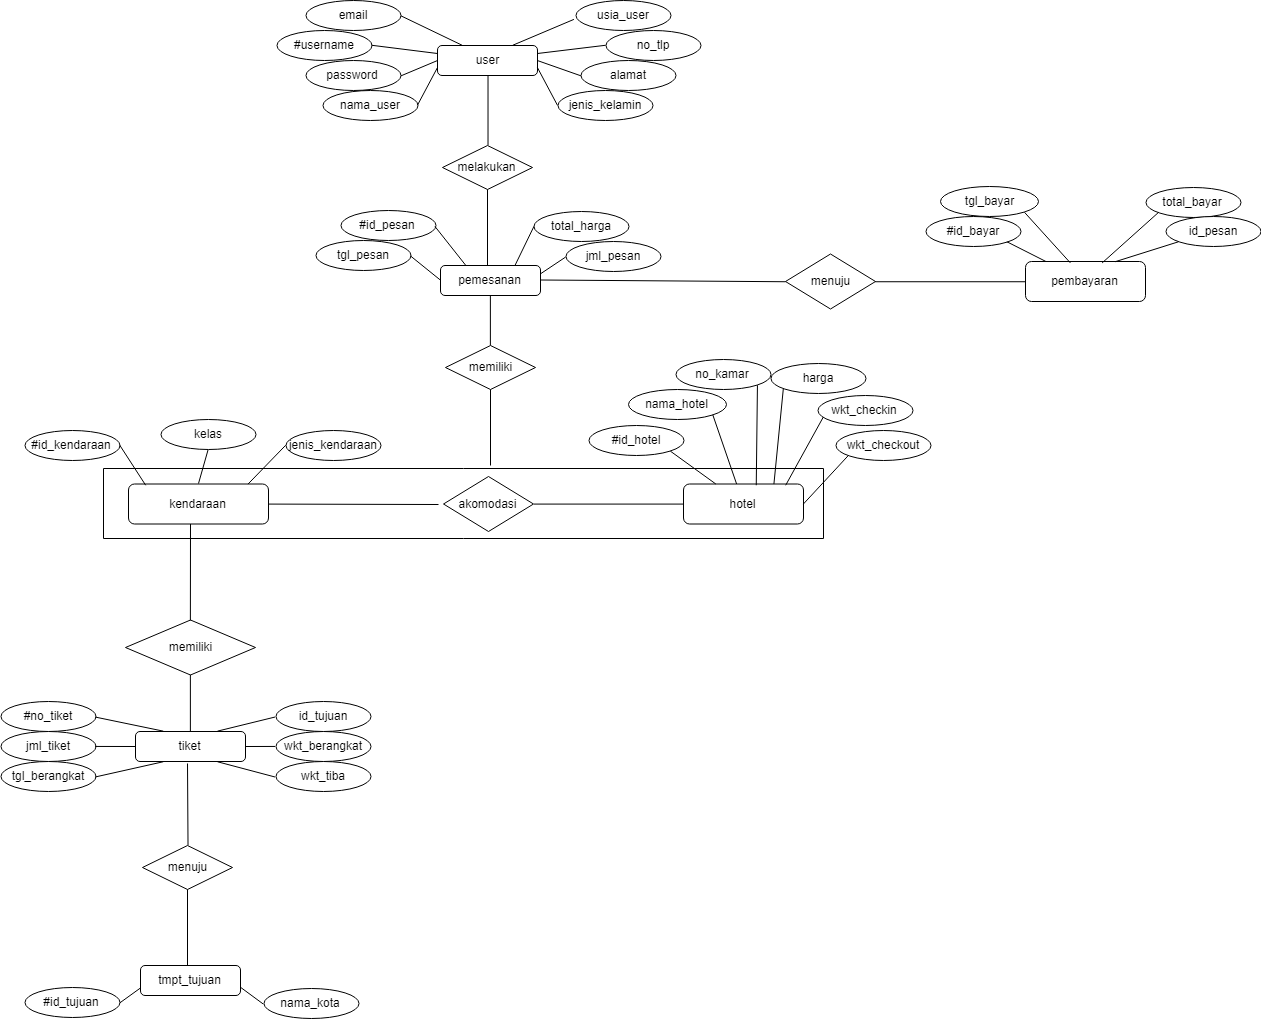 email
usia_user
#username
user
no_tlp
password
alamat
nama_user
jenis_kelamin
melakukan
#id_pesan
total_harga
tgl_pesan
jml_pesan
pemesanan
menuju
tgl_bayar
total_bayar
#id_bayar
id_pesan
pembayaran
memiliki
no_kamar
harga
nama_hotel
wkt_checkin
#id_hotel
wkt_checkout
#id_kendaraan
kelas
jenis_kendaraan
kendaraan
akomodasi
hotel
memiliki
#no_tiket
id_tujuan
jml_tiket
tiket
wkt_berangkat
tgl_berangkat
wkt_tiba
menuju
tmpt_tujuan
#id_tujuan
nama_kota